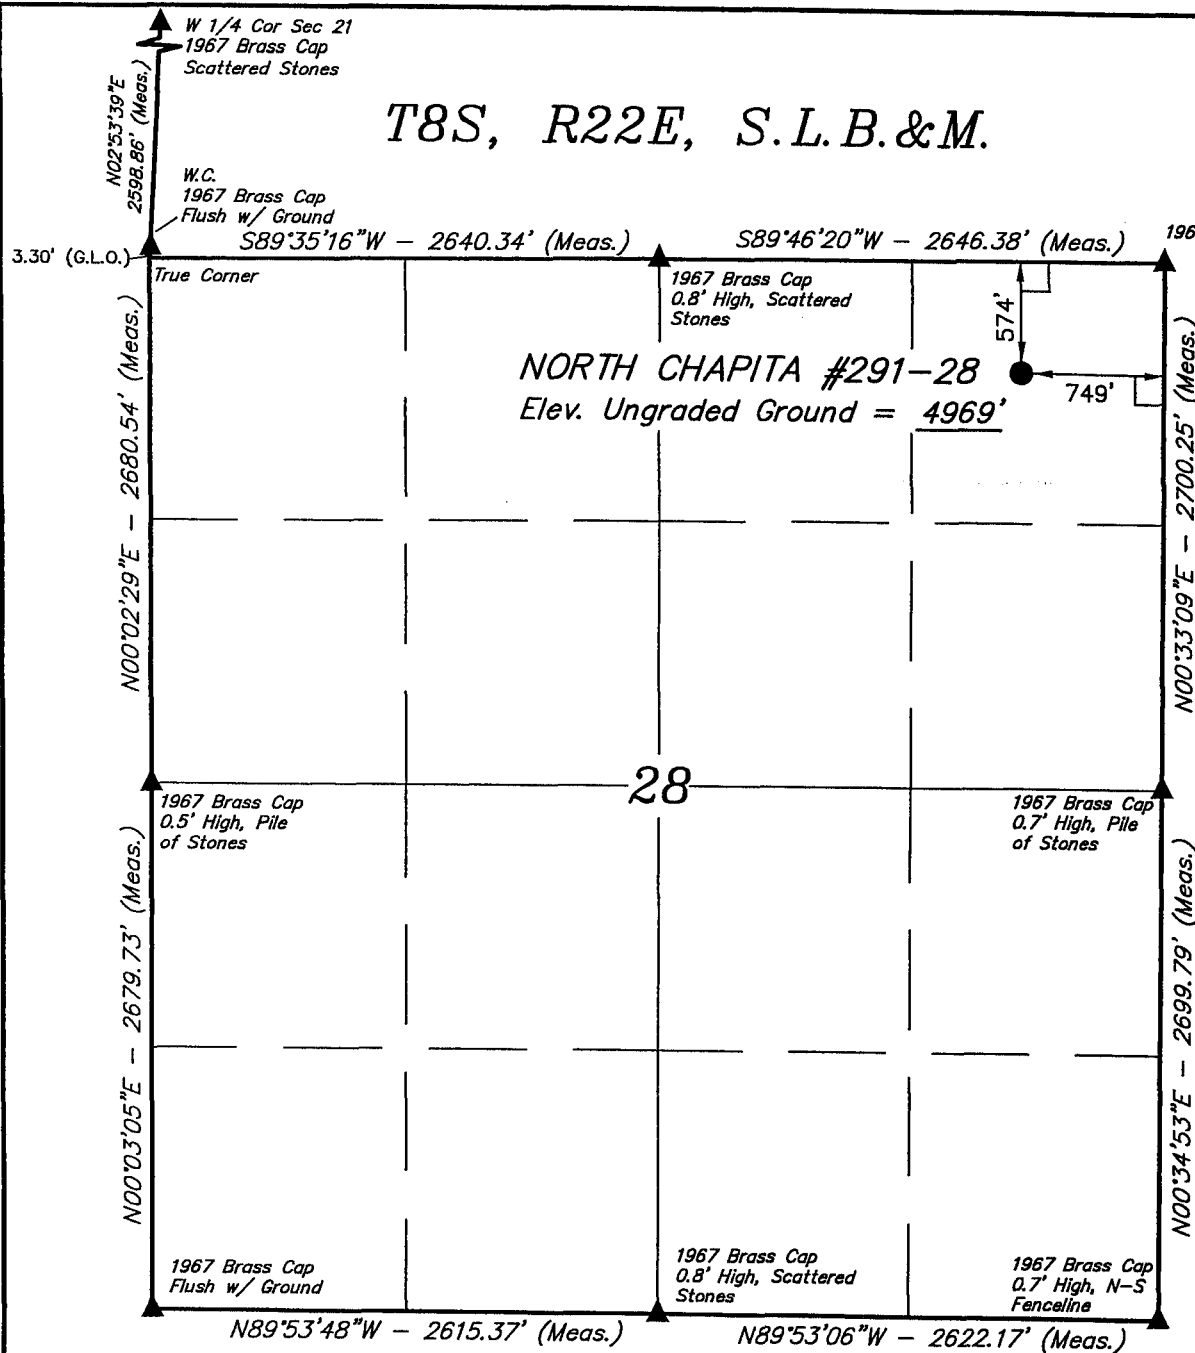 W 1/4 Cor Sec 21
1967 Brass Cap
Scattered Stones
N02°53'39"E
2598.86' (Meas.)
T8S, R22E, S.L.B.&M.
W.C.
1967 Brass Cap
Flush w/ Ground
3.30' (G.L.O.)
True Corner
S89°35'16"W – 2640.34' (Meas.)
S89°46'20"W – 2646.38' (Meas.)
196
1967 Brass Cap
0.8' High, Scattered
Stones
574'
749'
NORTH CHAPITA #291-28
Elev. Ungraded Ground = 4969'
N00°02'29"E – 2680.54' (Meas.)
N00°33'09"E – 2700.25' (Meas.)
28
1967 Brass Cap
0.5' High, Pile
of Stones
1967 Brass Cap
0.7' High, Pile
of Stones
N00°03'05"E – 2679.73' (Meas.)
N00°34'53"E – 2699.79' (Meas.)
1967 Brass Cap
Flush w/ Ground
1967 Brass Cap
0.8' High, Scattered
Stones
1967 Brass Cap
0.7' High, N-S
Fenceline
N89°53'48"W – 2615.37' (Meas.)
N89°53'06"W – 2622.17' (Meas.)